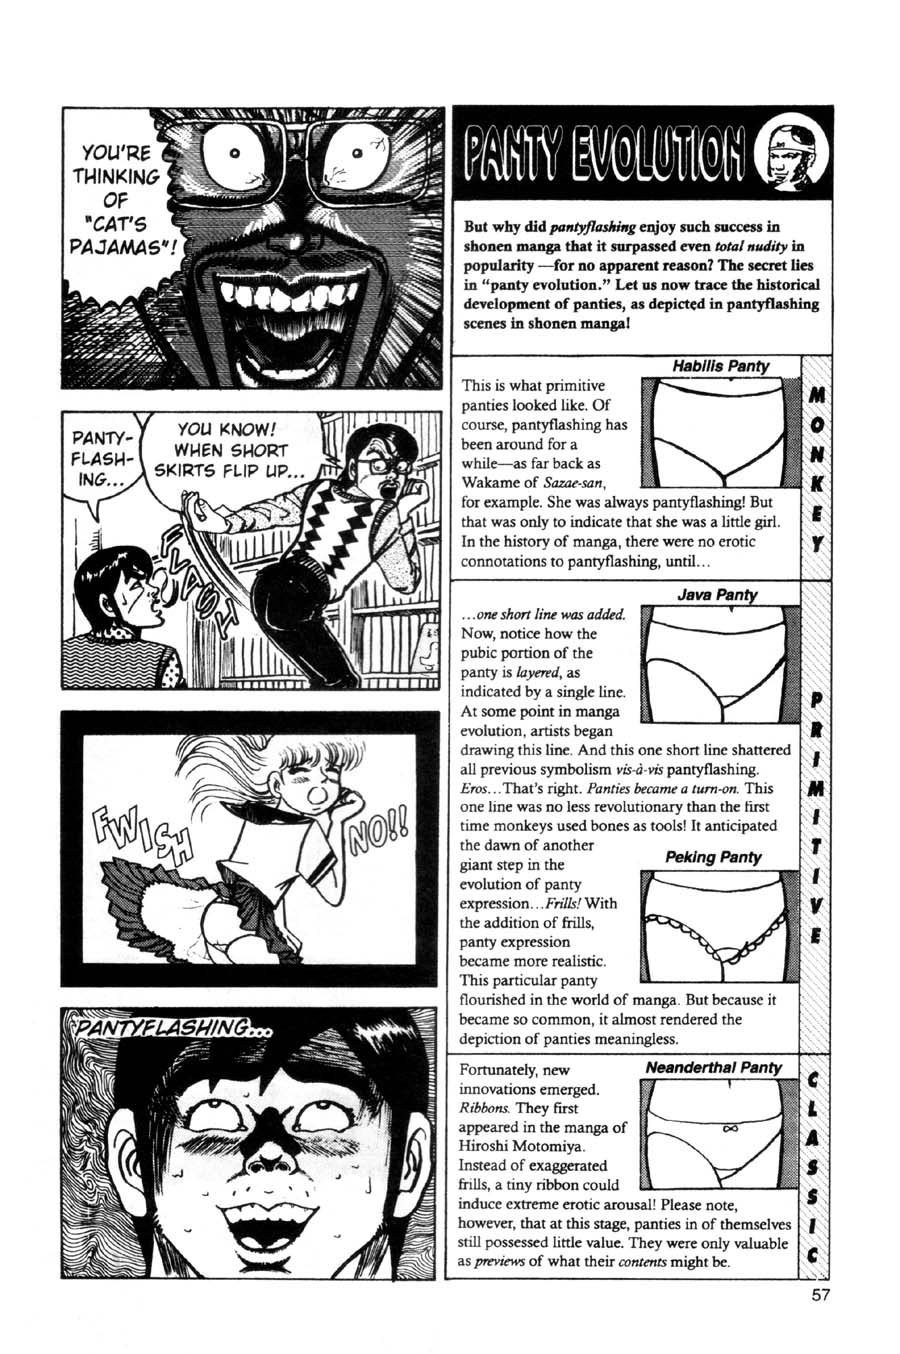 YOU'RE
THINKING
OF
"CAT'S
PAJAMAS"!
PANTY-
FLASH-
ING...
YOU KNOW!
WHEN SHORT
SKIRTS FLIP UP...
FWASH
FWISH
NO!!
PANTYFLASHING...
PANTY EVOLUTION
But why did pantyflashing enjoy such success in
shonen manga that it surpassed even total nudity in
popularity —for no apparent reason? The secret lies
in “panty evolution.” Let us now trace the historical
development of panties, as depicted in pantyflashing
scenes in shonen manga!
Habilis Panty
This is what primitive
panties looked like. Of
course, pantyflashing has
been around for a
while—as far back as
Wakame of Sazae-san,
for example. She was always pantyflashing! But
that was only to indicate that she was a little girl.
In the history of manga, there were no erotic
connotations to pantyflashing, until…
MONKEY
Java Panty
…one short line was added.
Now, notice how the
pubic portion of the
panty is layered, as
indicated by a single line.
At some point in manga
evolution, artists began
drawing this line. And this one short line shattered
all previous symbolism vis-à-vis pantyflashing.
Eros…That's right. Panties became a turn-on. This
one line was no less revolutionary than the first
time monkeys used bones as tools! It anticipated
the dawn of another
giant step in the
evolution of panty
expression…Frills! With
the addition of frills,
panty expression
became more realistic.
This particular panty
flourished in the world of manga. But because it
became so common, it almost rendered the
depiction of panties meaningless.
Peking Panty
PRIMITIVE
Neanderthal Panty
Fortunately, new
innovations emerged.
Ribbons. They first
appeared in the manga of
Hiroshi Motomiya.
Instead of exaggerated
frills, a tiny ribbon could
induce extreme erotic arousal! Please note,
however, that at this stage, panties in of themselves
still possessed little value. They were only valuable
as previews of what their contents might be.
CLASSIC
57